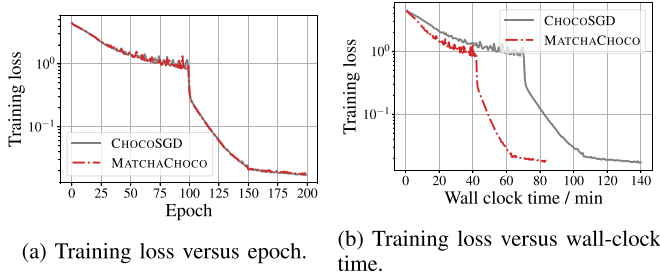 Training loss
10^0
10^{-1}
CHOCOSGD
MATCHACHOCO
0 25 50 75 100 125 150 175 200
Epoch
(a) Training loss versus epoch.
Training loss
10^0
10^{-1}
CHOCOSGD
MATCHACHOCO
0 20 40 60 80 100 120 140
Wall clock time / min
(b) Training loss versus wall-clock
time.